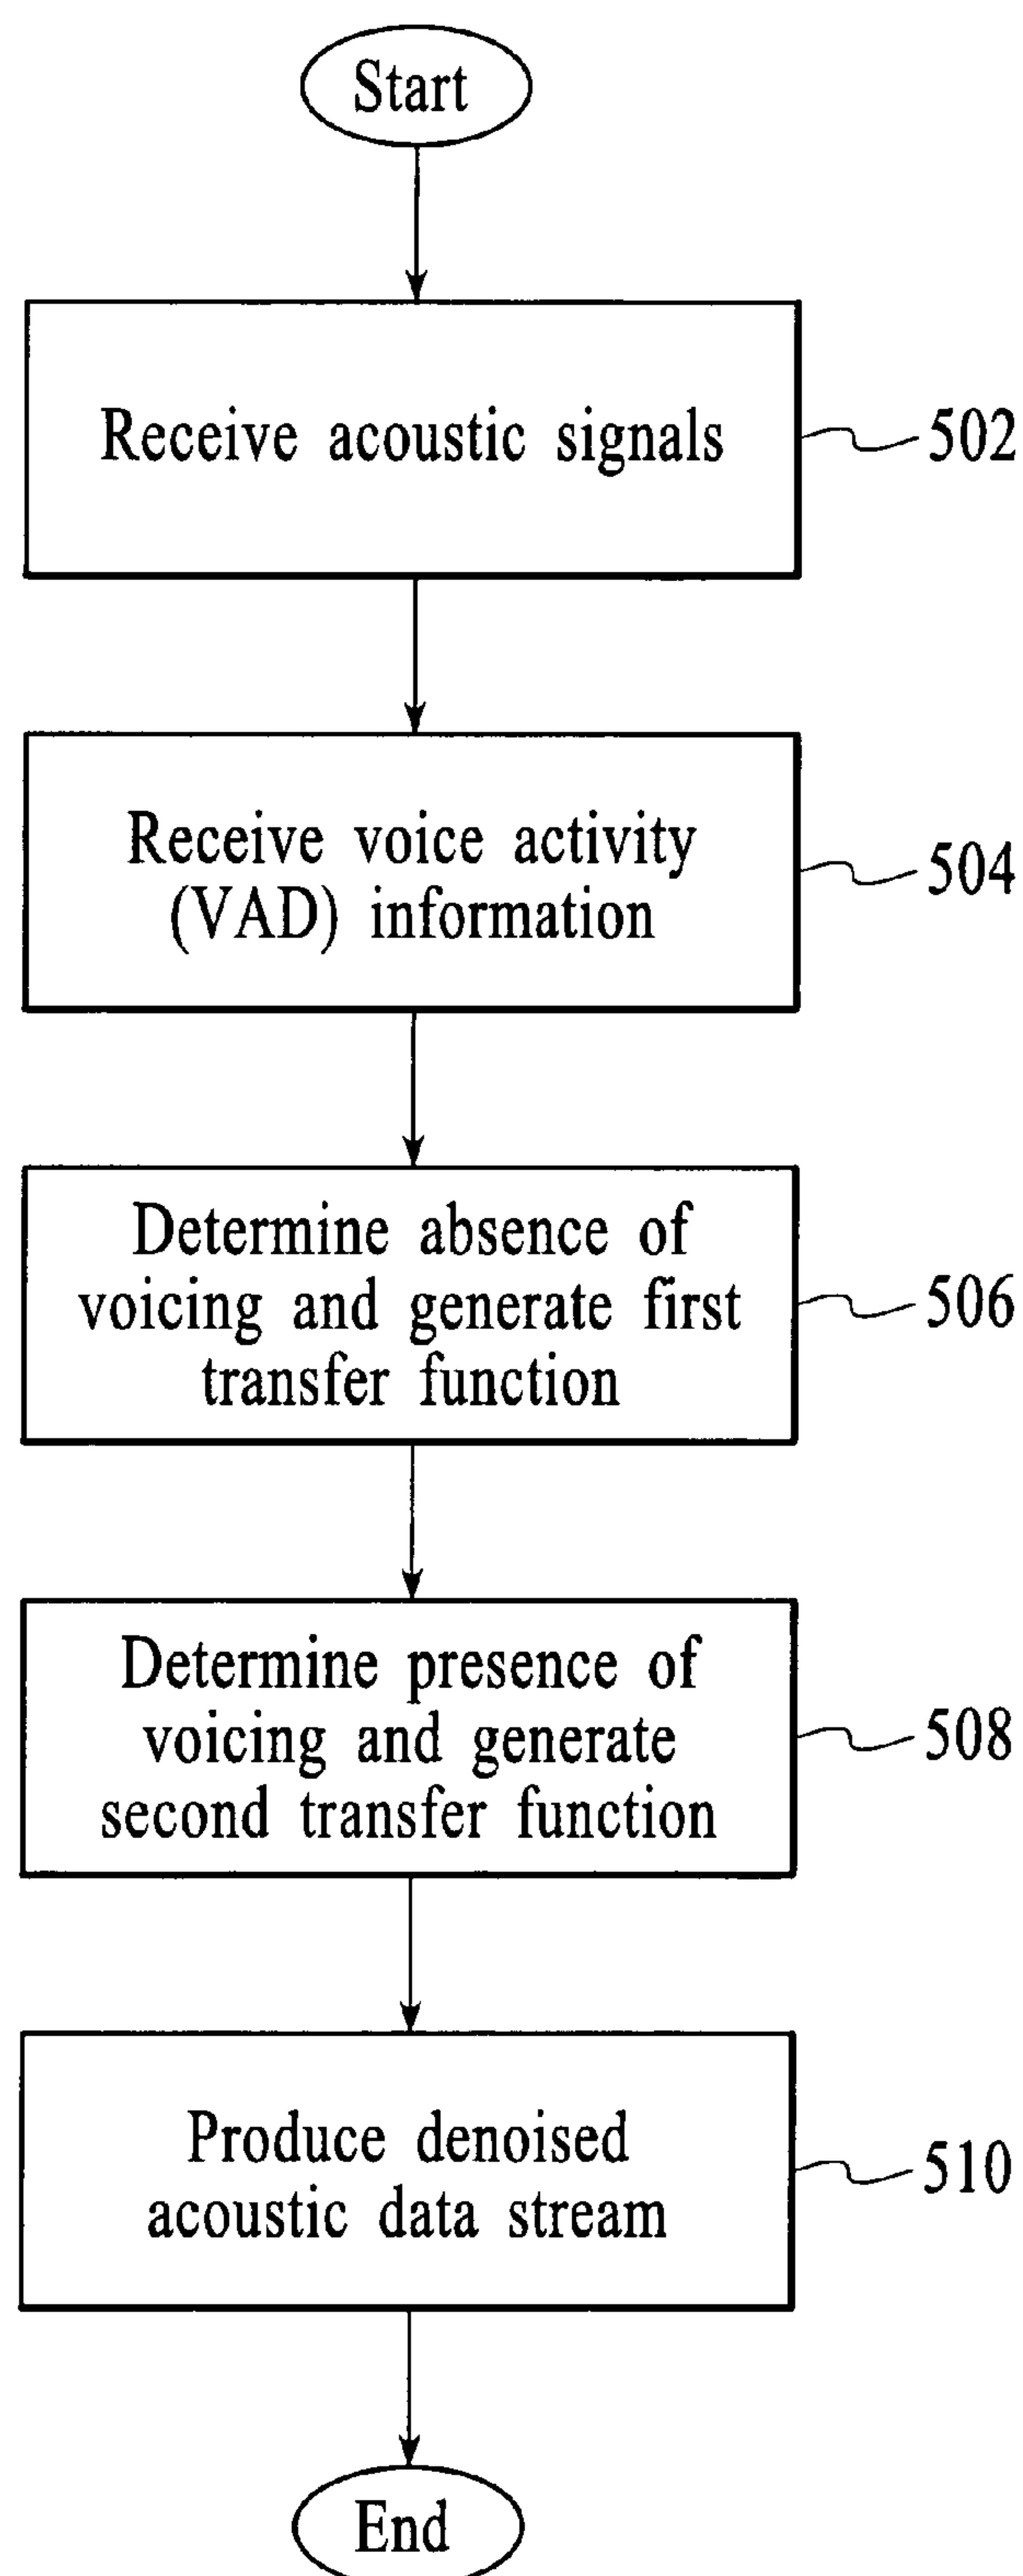 Start
Receive acoustic signals
502
Receive voice activity
(VAD) information
504
Determine absence of
voicing and generate first
transfer function
506
Determine presence of
voicing and generate
second transfer function
508
Produce denoised
acoustic data stream
510
End